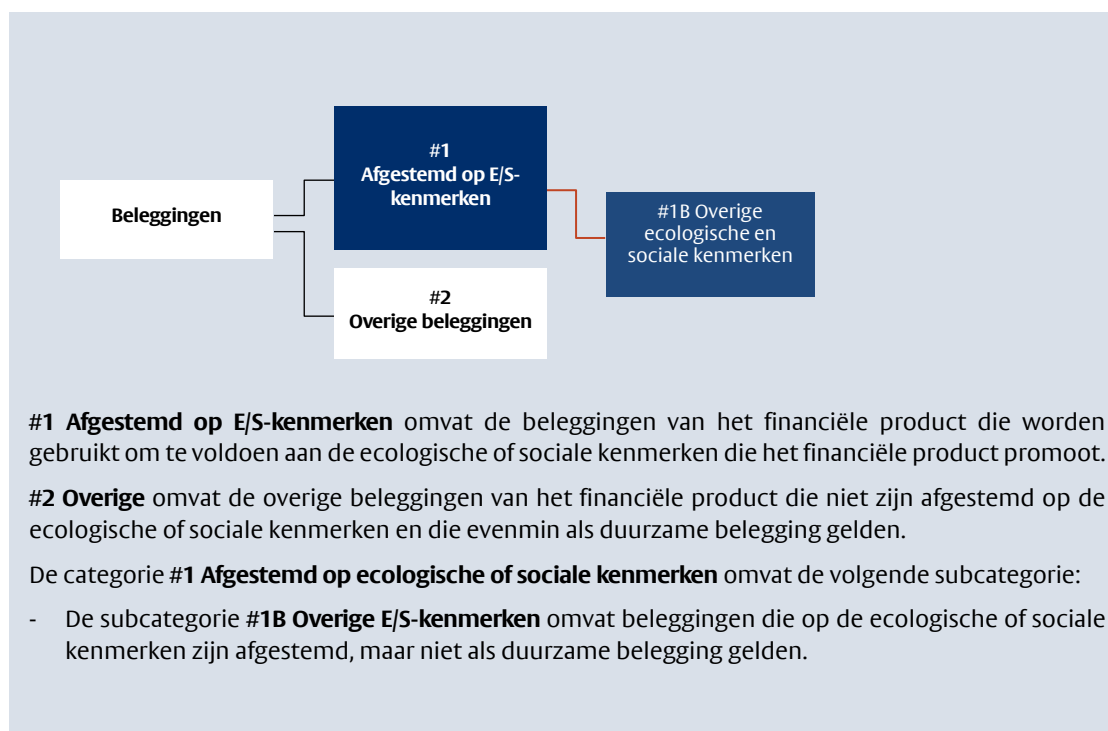 #1
Afgestemd op E/S-
kenmerken
Beleggingen
#1B Overige
ecologische en
sociale kenmerken
#2
Overige beleggingen
#1 Afgestemd op E/S-kenmerken omvat de beleggingen van het financiële product die worden
gebruikt om te voldoen aan de ecologische of sociale kenmerken die het financiële product promoot.
#2 Overige omvat de overige beleggingen van het financiële product die niet zijn afgestemd op de
ecologische of sociale kenmerken en die evenmin als duurzame belegging gelden.
De categorie #1 Afgestemd op ecologische of sociale kenmerken omvat de volgende subcategorie:
- De subcategorie #1B Overige E/S-kenmerken omvat beleggingen die op de ecologische of sociale
kenmerken zijn afgestemd, maar niet als duurzame belegging gelden.